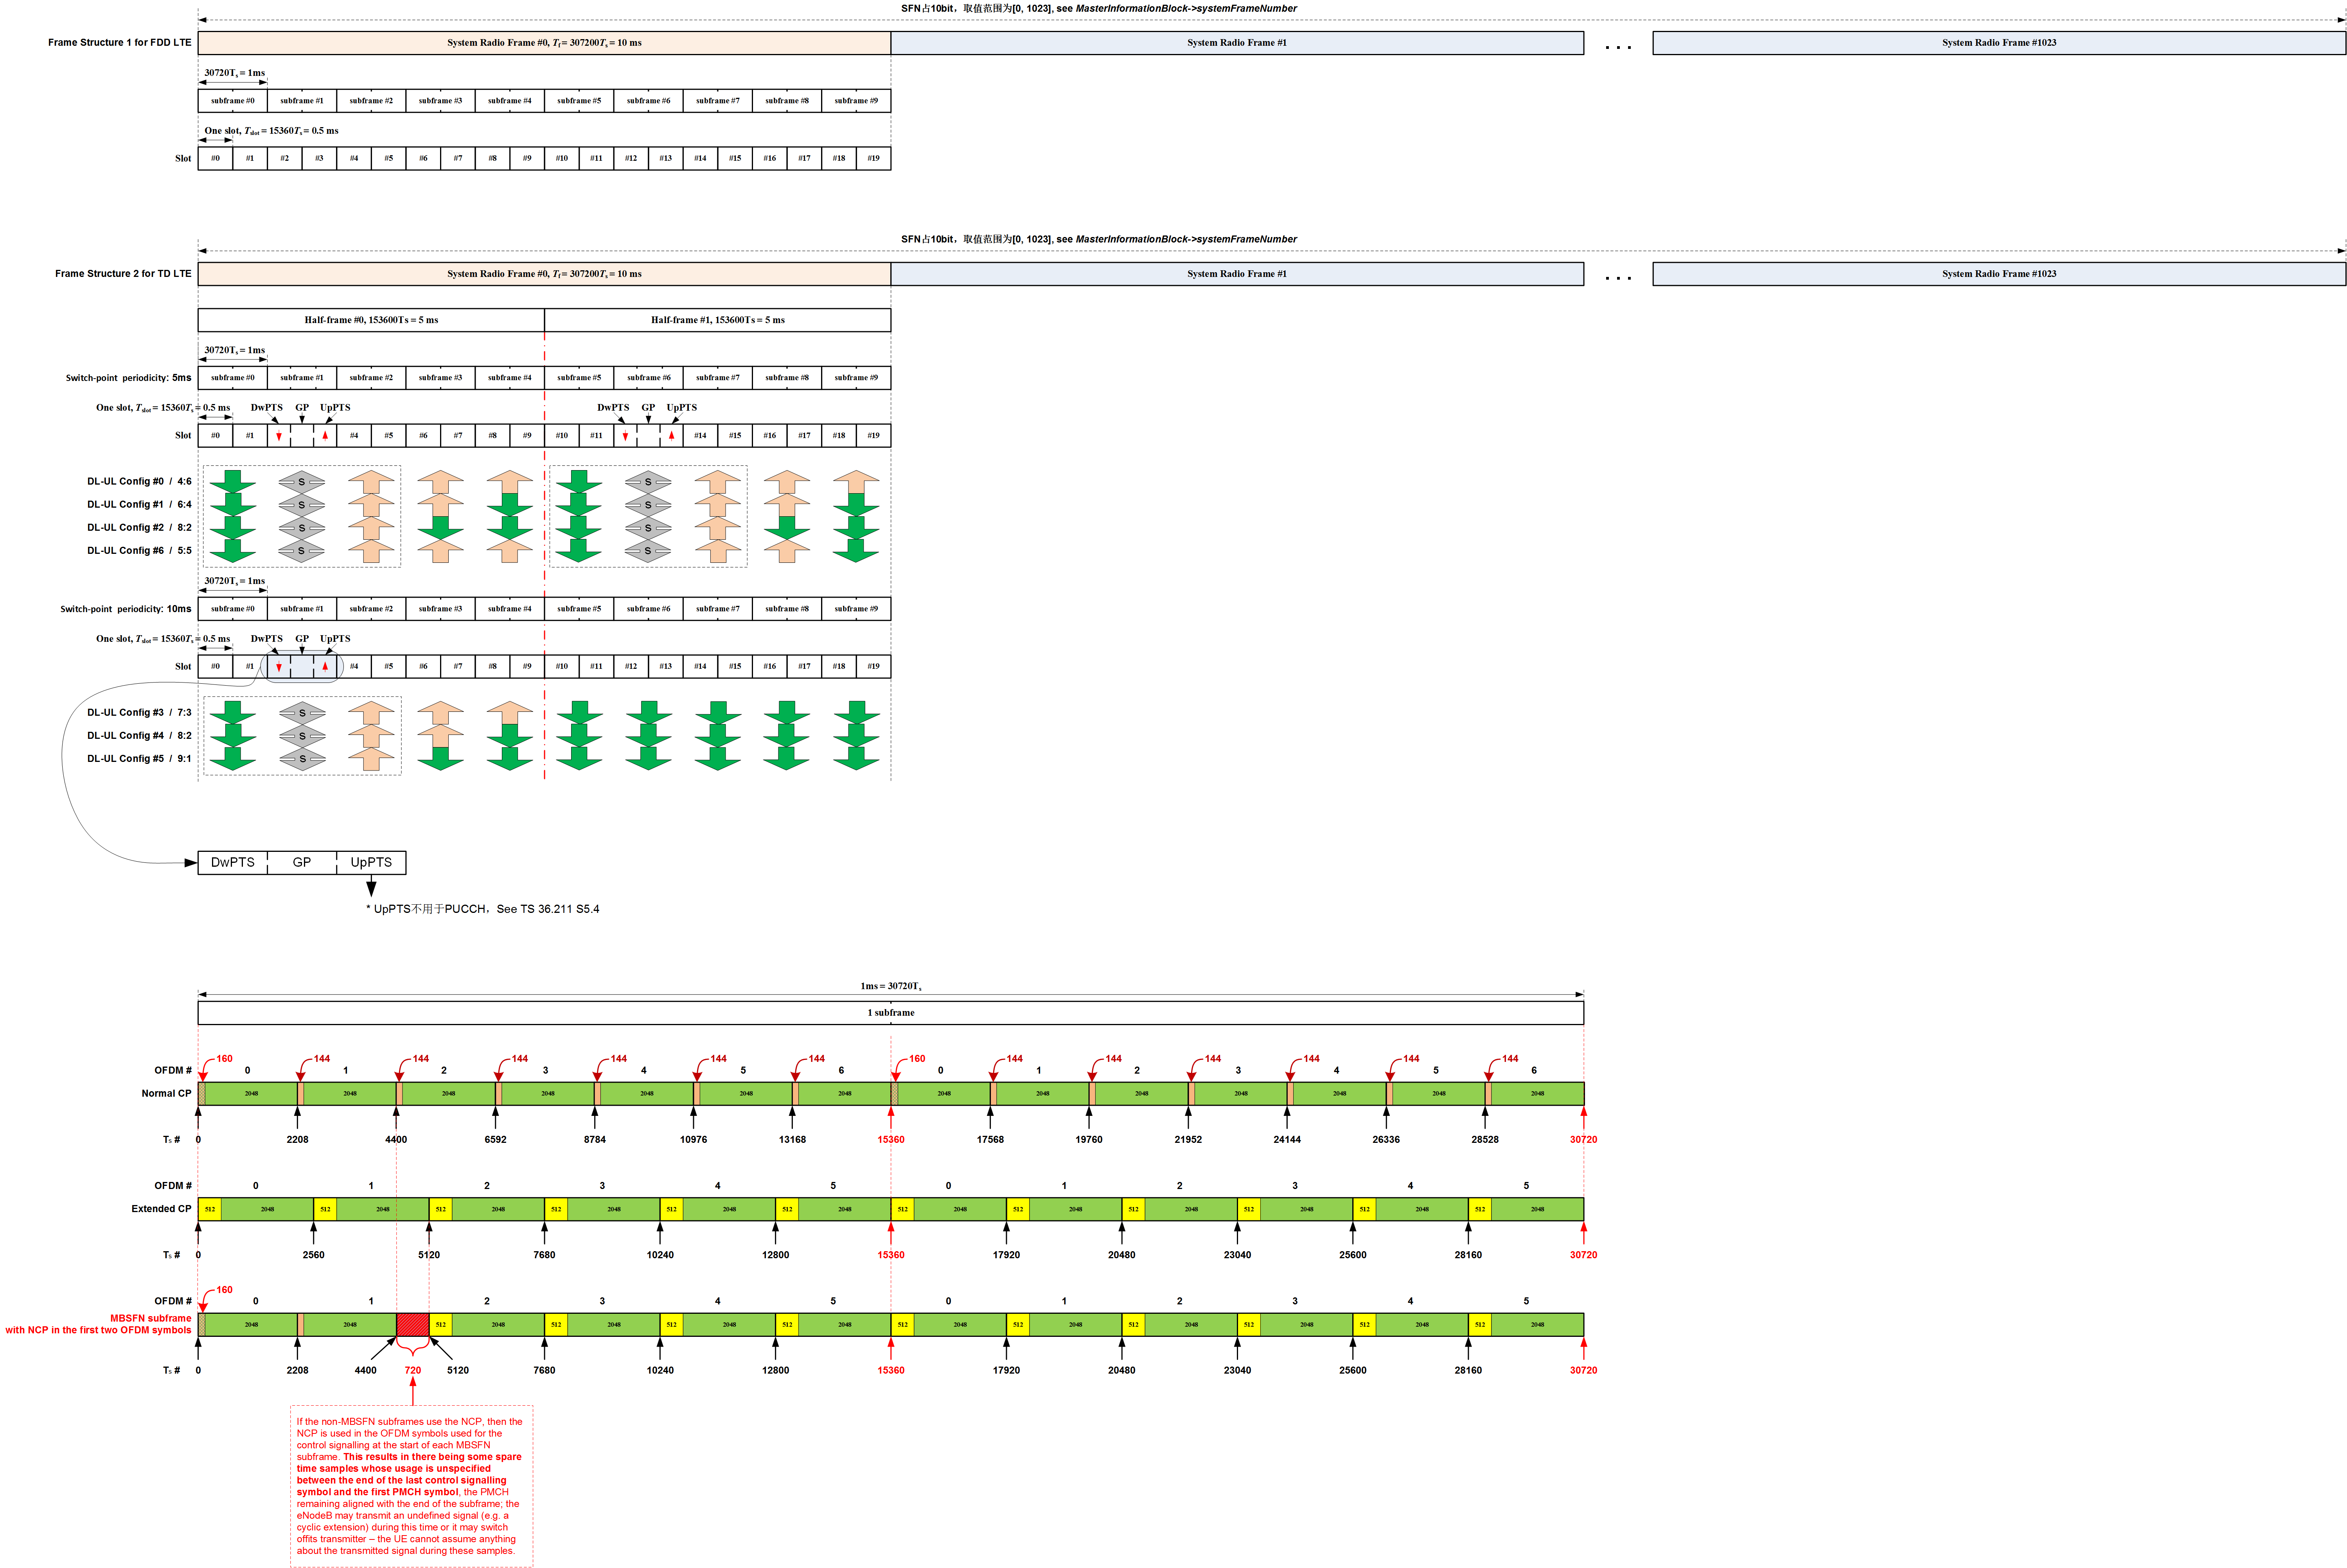 SFN占10bit，取值范围为[0, 1023], see MasterInformationBlock->systemFrameNumber
Frame Structure 1 for FDD LTE
System Radio Frame #0, Tf = 307200Ts = 10 ms
System Radio Frame #1
. . .
System Radio Frame #1023
30720Ts = 1ms
subframe #0 subframe #1 subframe #2 subframe #3 subframe #4 subframe #5 subframe #6 subframe #7 subframe #8 subframe #9
One slot, Tslot = 15360Ts = 0.5 ms
Slot
#0 #1 #2 #3 #4 #5 #6 #7 #8 #9 #10 #11 #12 #13 #14 #15 #16 #17 #18 #19
SFN占10bit，取值范围为[0, 1023], see MasterInformationBlock->systemFrameNumber
Frame Structure 2 for TD LTE
System Radio Frame #0, Tf = 307200Ts = 10 ms
System Radio Frame #1
. . .
System Radio Frame #1023
Half-frame #0, 153600Ts = 5 ms
Half-frame #1, 153600Ts = 5 ms
30720Ts = 1ms
Switch-point periodicity: 5ms
subframe #0 subframe #1 subframe #2 subframe #3 subframe #4 subframe #5 subframe #6 subframe #7 subframe #8 subframe #9
One slot, Tslot = 15360Ts = 0.5 ms
DwPTS GP UpPTS
DwPTS GP UpPTS
Slot
#0 #1 #4 #5 #6 #7 #8 #9 #10 #11 #14 #15 #16 #17 #18 #19
DL-UL Config #0 / 4:6
S S
DL-UL Config #1 / 6:4
S S
DL-UL Config #2 / 8:2
S S
DL-UL Config #6 / 5:5
S S
30720Ts = 1ms
Switch-point periodicity: 10ms
subframe #0 subframe #1 subframe #2 subframe #3 subframe #4 subframe #5 subframe #6 subframe #7 subframe #8 subframe #9
One slot, Tslot = 15360Ts = 0.5 ms
DwPTS GP UpPTS
Slot
#0 #1 #4 #5 #6 #7 #8 #9 #10 #11 #12 #13 #14 #15 #16 #17 #18 #19
DL-UL Config #3 / 7:3
S
DL-UL Config #4 / 8:2
S
DL-UL Config #5 / 9:1
S
DwPTS GP UpPTS
* UpPTS不用于PUCCH，See TS 36.211 S5.4
1ms = 30720Ts
1 subframe
160 144 144 144 144 144 144 160 144 144 144 144 144 144
OFDM # 0 1 2 3 4 5 6 0 1 2 3 4 5 6
Normal CP
2048 2048 2048 2048 2048 2048 2048 2048 2048 2048 2048 2048 2048 2048
Ts # 0 2208 4400 6592 8784 10976 13168 15360 17568 19760 21952 24144 26336 28528 30720
OFDM # 0 1 2 3 4 5 0 1 2 3 4 5
Extended CP
512 2048 512 2048 512 2048 512 2048 512 2048 512 2048 512 2048 512 2048 512 2048 512 2048 512 2048 512 2048
Ts # 0 2560 5120 7680 10240 12800 15360 17920 20480 23040 25600 28160 30720
160
OFDM # 0 1 2 3 4 5 0 1 2 3 4 5
MBSFN subframe
with NCP in the first two OFDM symbols
2048 2048 512 2048 512 2048 512 2048 512 2048 512 2048 512 2048 512 2048 512 2048 512 2048 512 2048
Ts # 0 2208 4400 720 5120 7680 10240 12800 15360 17920 20480 23040 25600 28160 30720
If the non-MBSFN subframes use the NCP, then the
NCP is used in the OFDM symbols used for the
control signalling at the start of each MBSFN
subframe. This results in there being some spare
time samples whose usage is unspecified
between the end of the last control signalling
symbol and the first PMCH symbol, the PMCH
remaining aligned with the end of the subframe; the
eNodeB may transmit an undefined signal (e.g. a
cyclic extension) during this time or it may switch
offits transmitter – the UE cannot assume anything
about the transmitted signal during these samples.